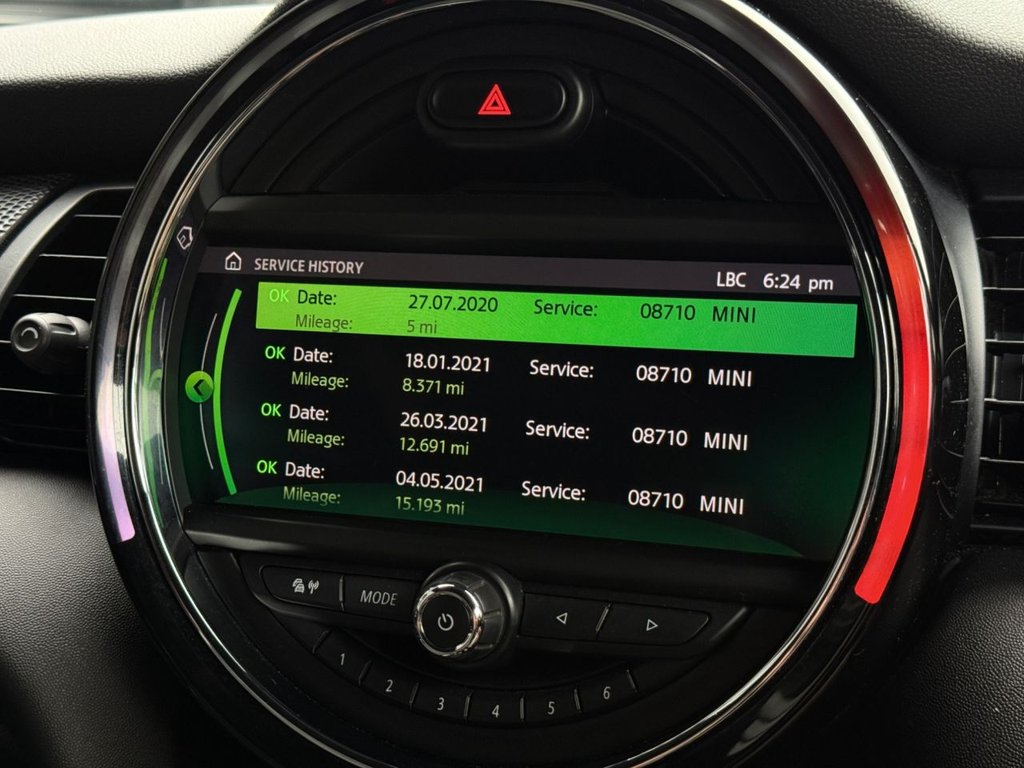 SERVICE HISTORY LBC 6:24 pm
OK Date: 27.07.2020 Service: 08710 MINI
Mileage: 5 mi
OK Date: 18.01.2021 Service: 08710 MINI
Mileage: 8.371 mi
OK Date: 26.03.2021 Service: 08710 MINI
Mileage: 12.691 mi
OK Date: 04.05.2021 Service: 08710 MINI
Mileage: 15.193 mi
MODE
1 2 3 4 5 6